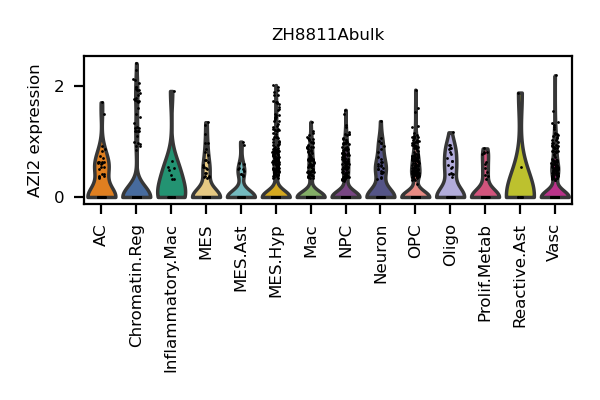 ZH8811Abulk
AZI2 expression
2
0
AC
Chromatin.Reg
Inflammatory.Mac
MES
MES.Ast
MES.Hyp
Mac
NPC
Neuron
OPC
Oligo
Prolif.Metab
Reactive.Ast
Vasc